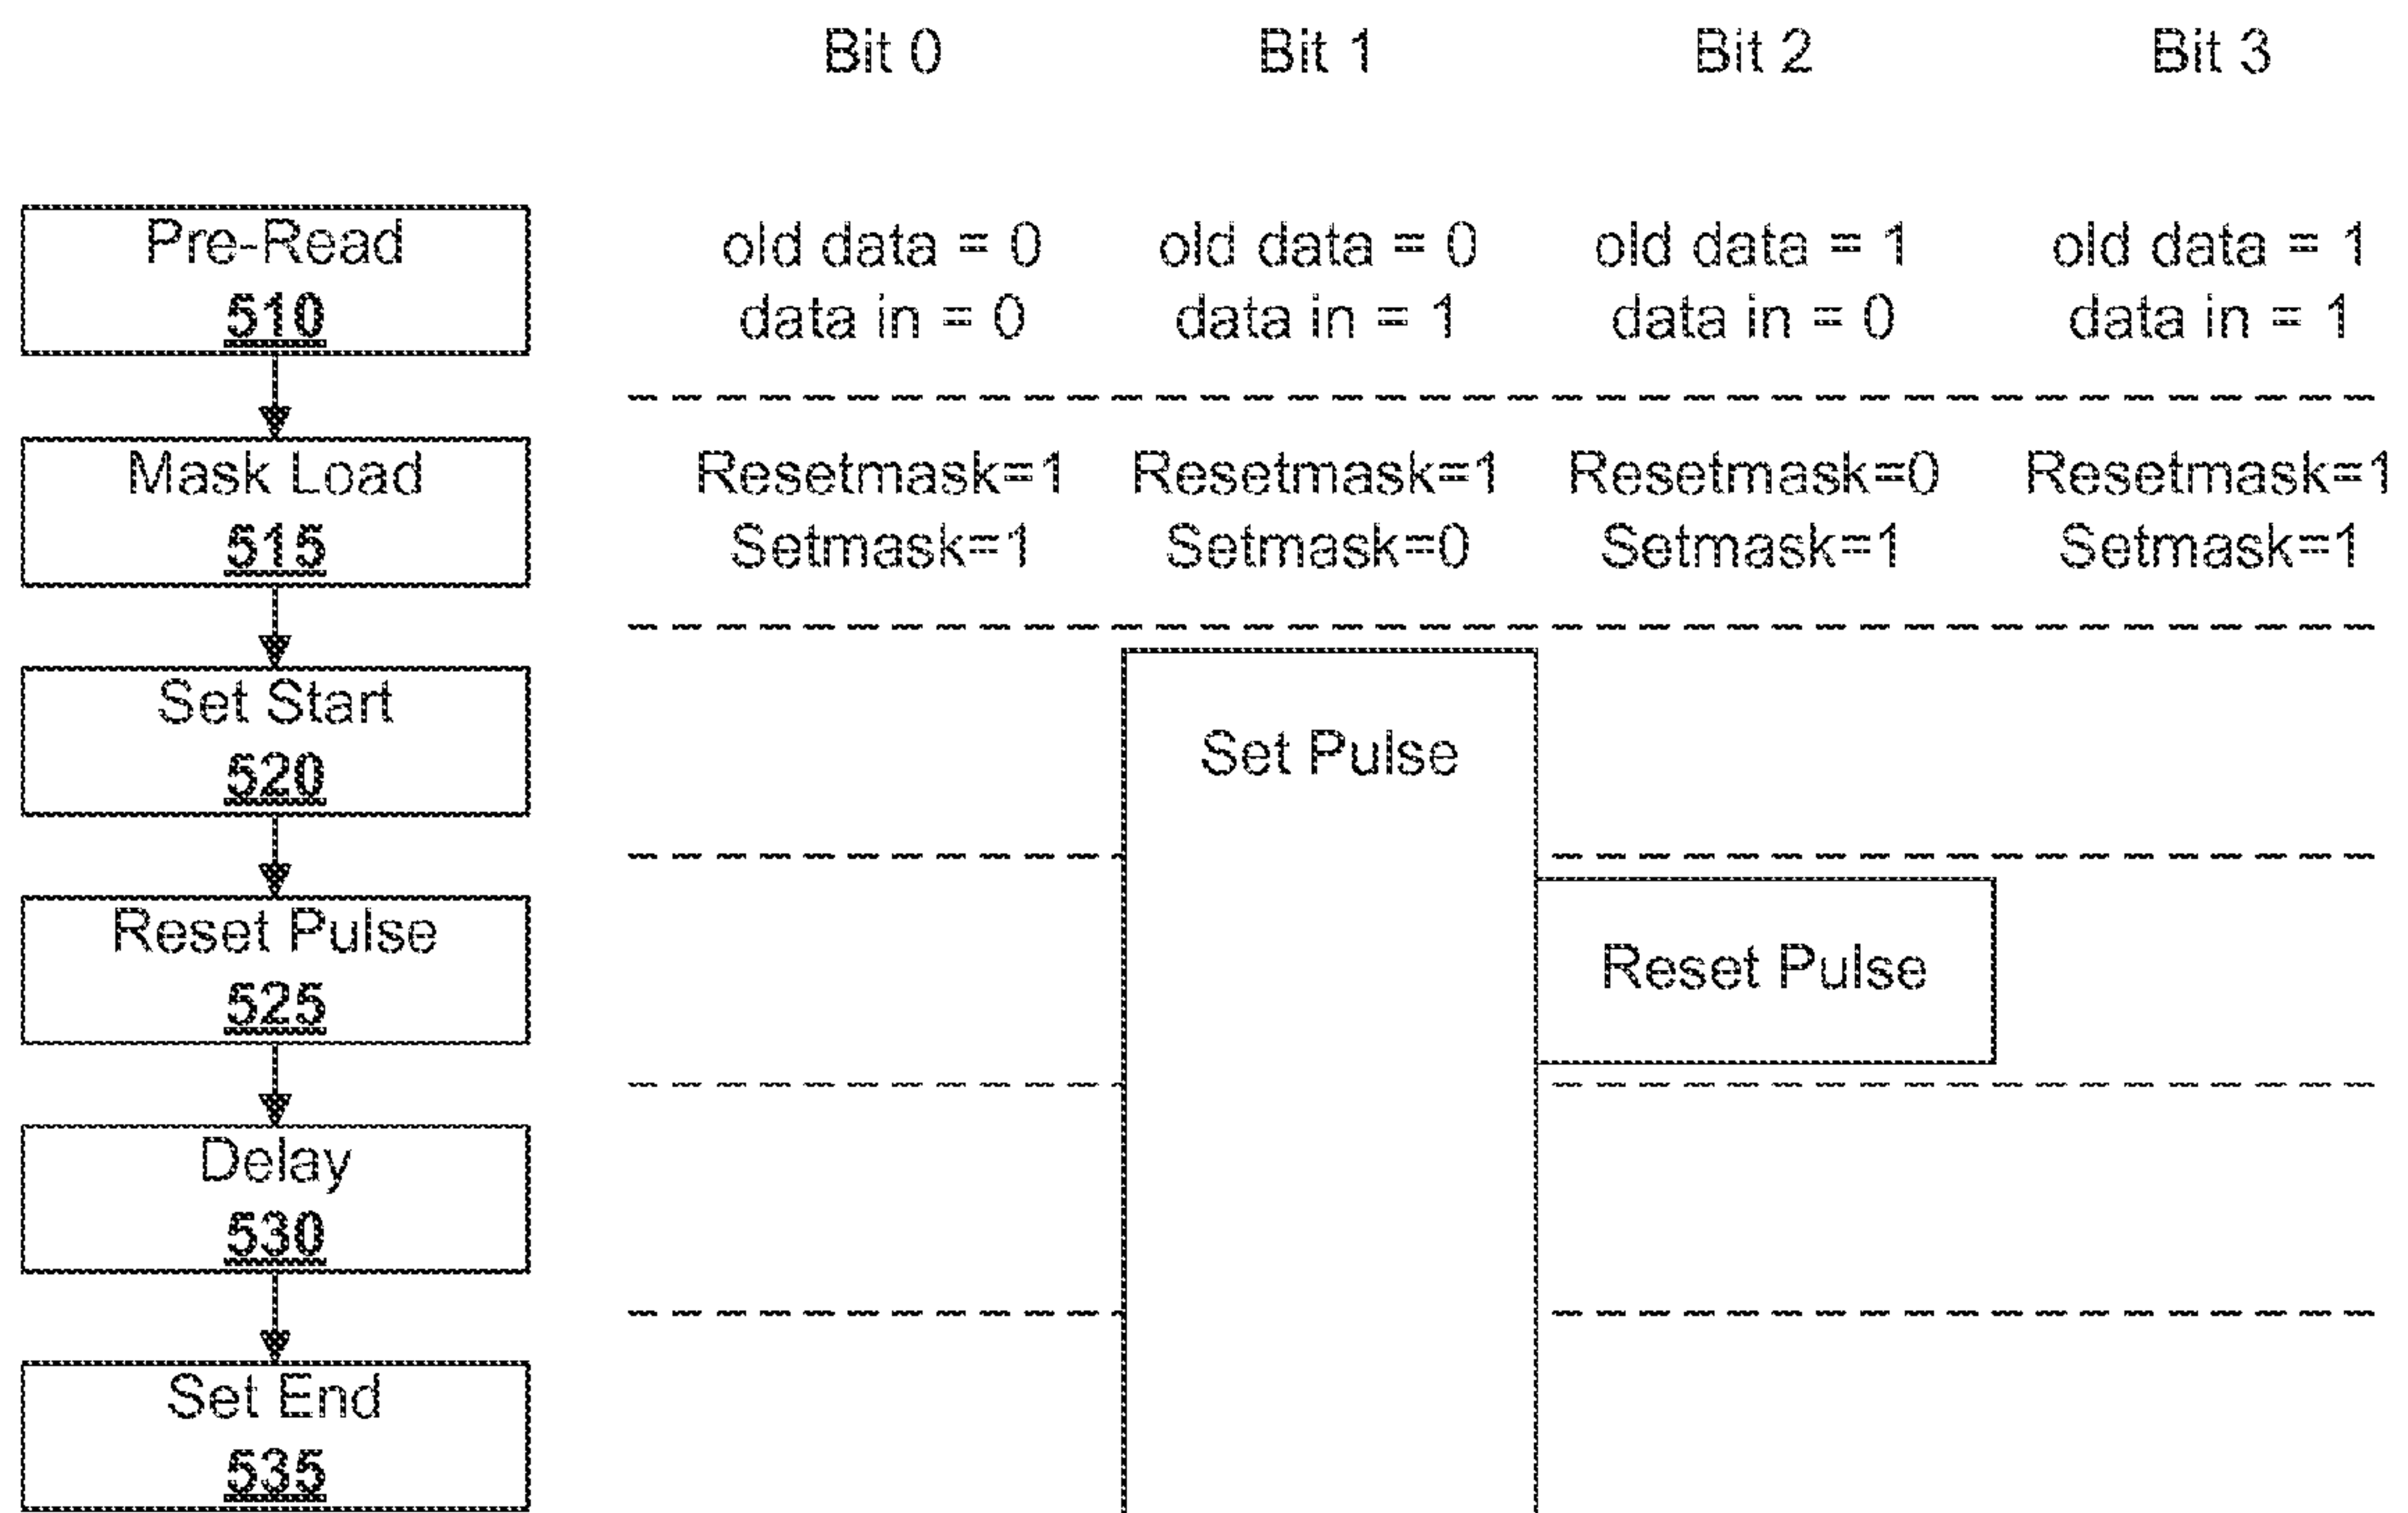 Bit 0 Bit 1 Bit 2 Bit 3
Pre-Read
510
old data = 0 old data = 0 old data = 1 old data = 1
data in = 0 data in = 1 data in = 0 data in = 1
Mask Load
515
Resetmask=1 Resetmask=1 Resetmask=0 Resetmask=1
Setmask=1 Setmask=0 Setmask=1 Setmask=1
Set Start
520
Set Pulse
Reset Pulse
525
Reset Pulse
Delay
530
Set End
535